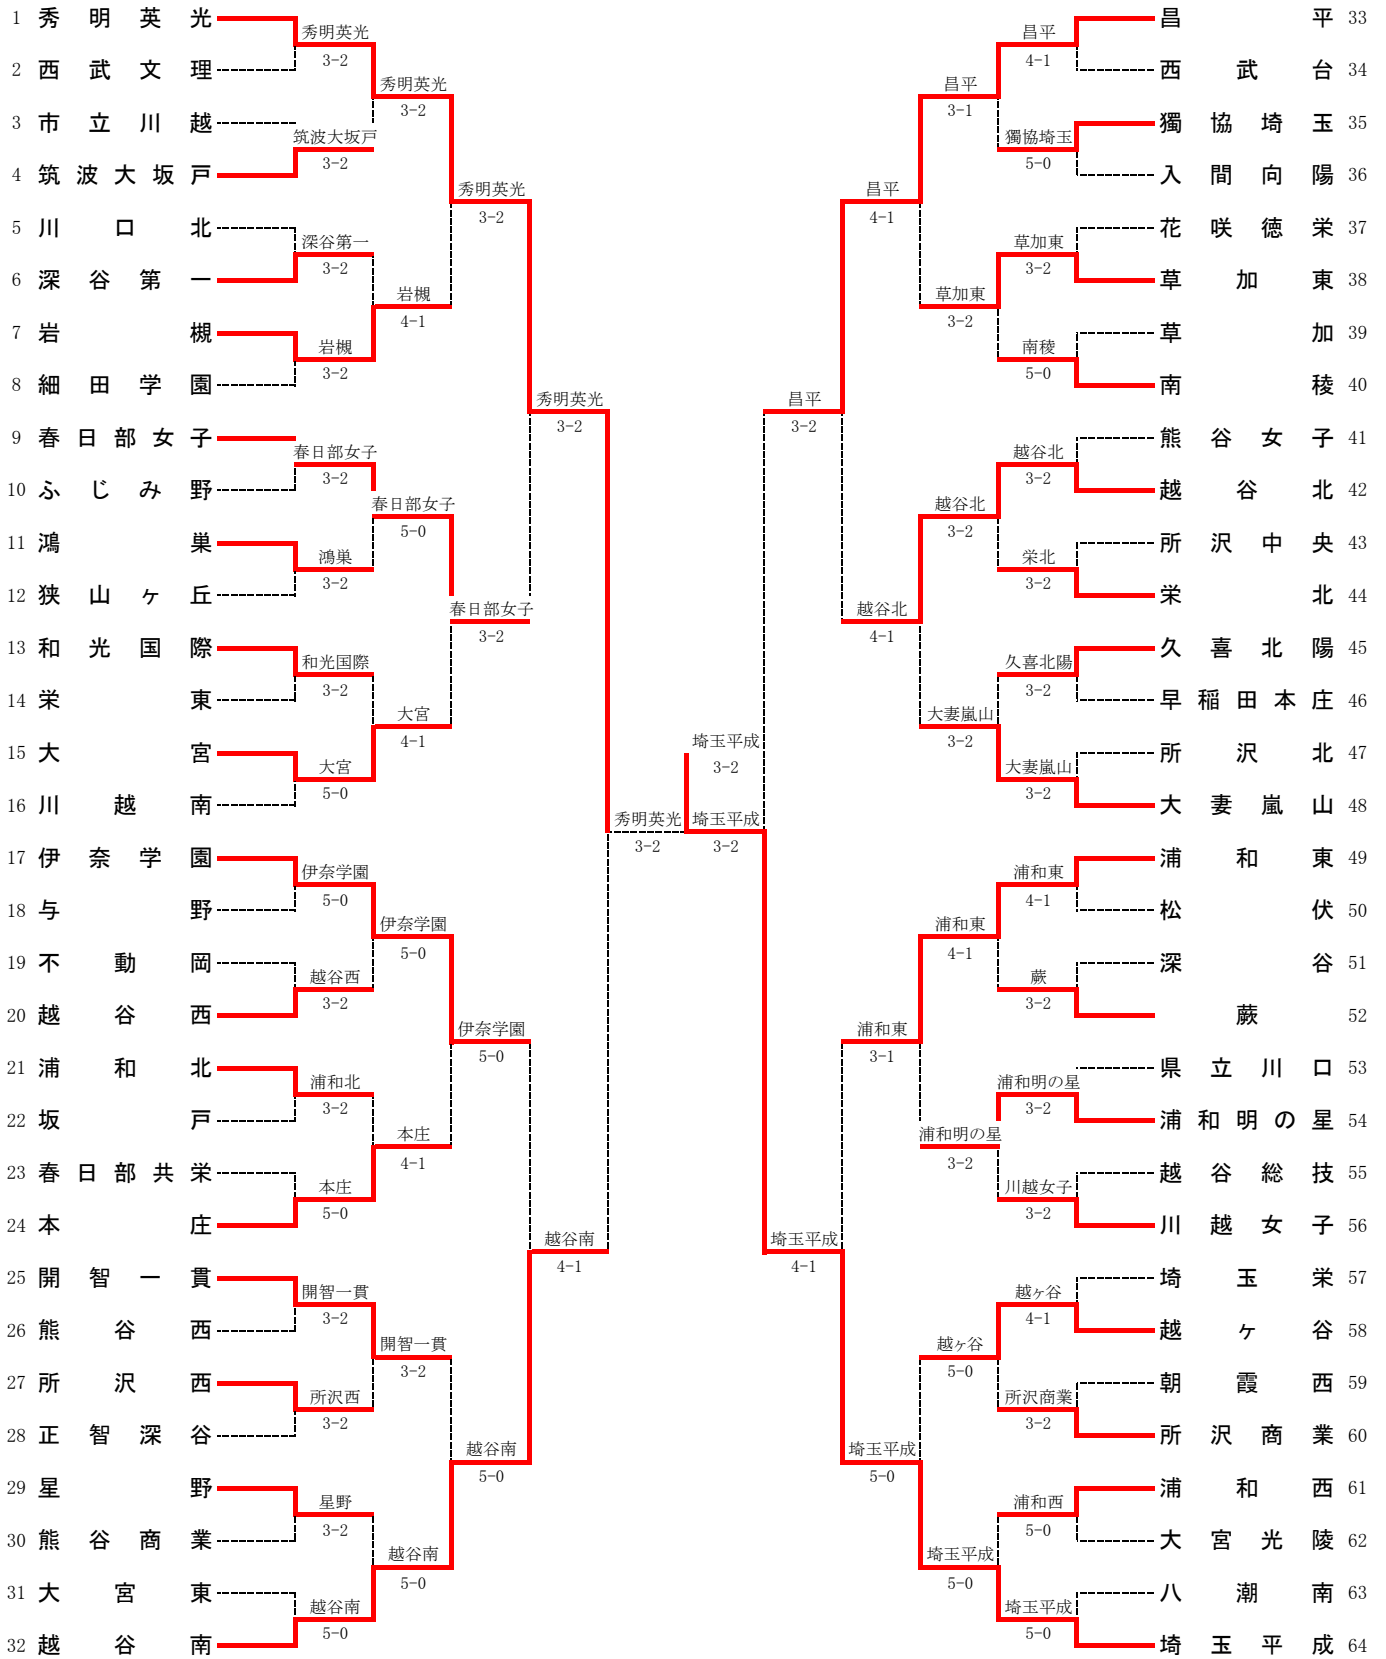 1 秀明英光
秀明英光
3-2
2 西武文理
秀明英光
3-2
3 市立川越
筑波大坂戸
3-2
4 筑波大坂戸
秀明英光
3-2
5 川口北
深谷第一
3-2
6 深谷第一
岩槻
4-1
7 岩槻
岩槻
3-2
8 細田学園
秀明英光
3-2
9 春日部女子
春日部女子
3-2
10 ふじみ野
春日部女子
5-0
11 鴻巣
鴻巣
3-2
12 狭山ヶ丘
春日部女子
3-2
13 和光国際
和光国際
3-2
14 栄東
大宮
4-1
15 大宮
大宮
5-0
16 川越南
秀明英光
3-2
17 伊奈学園
伊奈学園
5-0
18 与野
伊奈学園
5-0
19 不動岡
越谷西
3-2
20 越谷西
伊奈学園
5-0
21 浦和北
浦和北
3-2
22 坂戸
本庄
4-1
23 春日部共栄
本庄
5-0
24 本庄
越谷南
4-1
25 開智一貫
開智一貫
3-2
26 熊谷西
開智一貫
3-2
27 所沢西
所沢西
3-2
28 正智深谷
越谷南
5-0
29 星野
星野
3-2
30 熊谷商業
越谷南
5-0
31 大宮東
越谷南
5-0
32 越谷南
埼玉平成
3-2
埼玉平成
3-2
昌平 33
昌平
4-1
西武台 34
昌平
3-1
獨協埼玉 35
獨協埼玉
5-0
入間向陽 36
昌平
4-1
花咲徳栄 37
草加東
3-2
草加東 38
草加東
3-2
草加 39
南稜
5-0
南稜 40
昌平
3-2
熊谷女子 41
越谷北
3-2
越谷北 42
越谷北
3-2
所沢中央 43
栄北
3-2
栄北 44
越谷北
4-1
久喜北陽 45
久喜北陽
3-2
早稲田本庄 46
大妻嵐山
3-2
所沢北 47
大妻嵐山
3-2
大妻嵐山 48
浦和東 49
浦和東
4-1
松伏 50
浦和東
4-1
深谷 51
蕨
3-2
蕨 52
浦和東
3-1
県立川口 53
浦和明の星
3-2
浦和明の星 54
浦和明の星
3-2
越谷総技 55
川越女子
3-2
川越女子 56
埼玉平成
4-1
埼玉栄 57
越ヶ谷
4-1
越ヶ谷 58
越ヶ谷
5-0
朝霞西 59
所沢商業
3-2
所沢商業 60
埼玉平成
5-0
浦和西 61
浦和西
5-0
大宮光陵 62
埼玉平成
5-0
八潮南 63
埼玉平成
5-0
埼玉平成 64